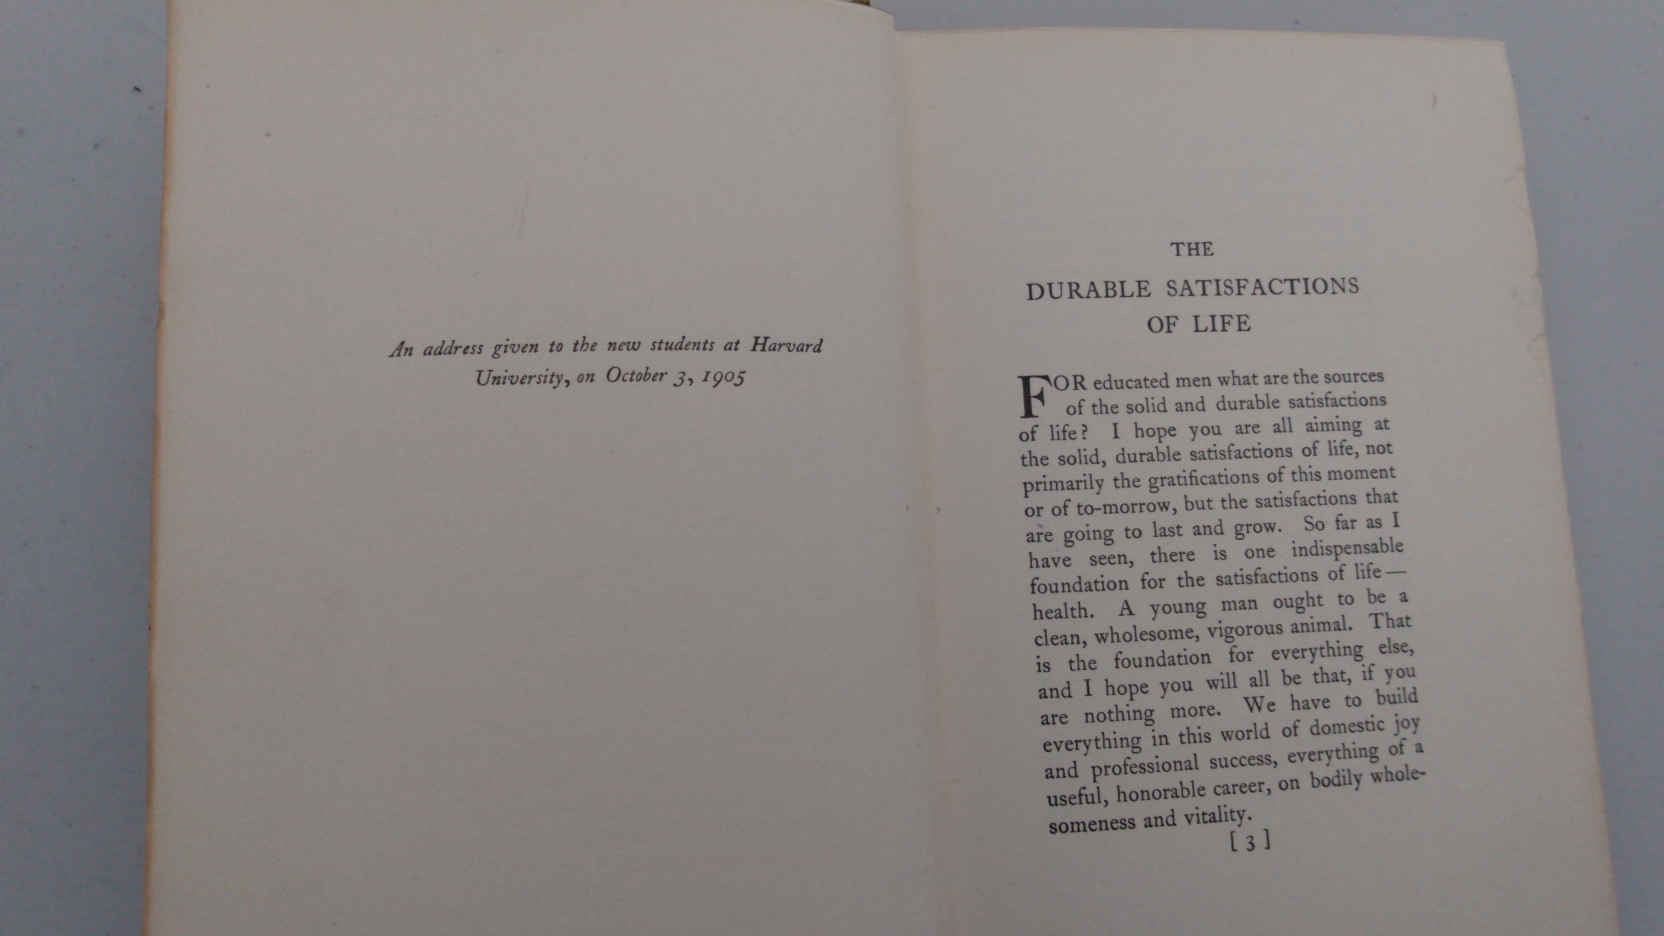 An address given to the new students at Harvard
University, on October 3, 1905
THE
DURABLE SATISFACTIONS
OF LIFE
FOR educated men what are the sources
of the solid and durable satisfactions
of life? I hope you are all aiming at
the solid, durable satisfactions of life, not
primarily the gratifications of this moment
or of to-morrow, but the satisfactions that
are going to last and grow. So far as I
have seen, there is one indispensable
foundation for the satisfactions of life—
health. A young man ought to be a
clean, wholesome, vigorous animal. That
is the foundation for everything else,
and I hope you will all be that, if you
are nothing more. We have to build
everything in this world of domestic joy
and professional success, everything of a
useful, honorable career, on bodily whole-
someness and vitality.
[ 3 ]